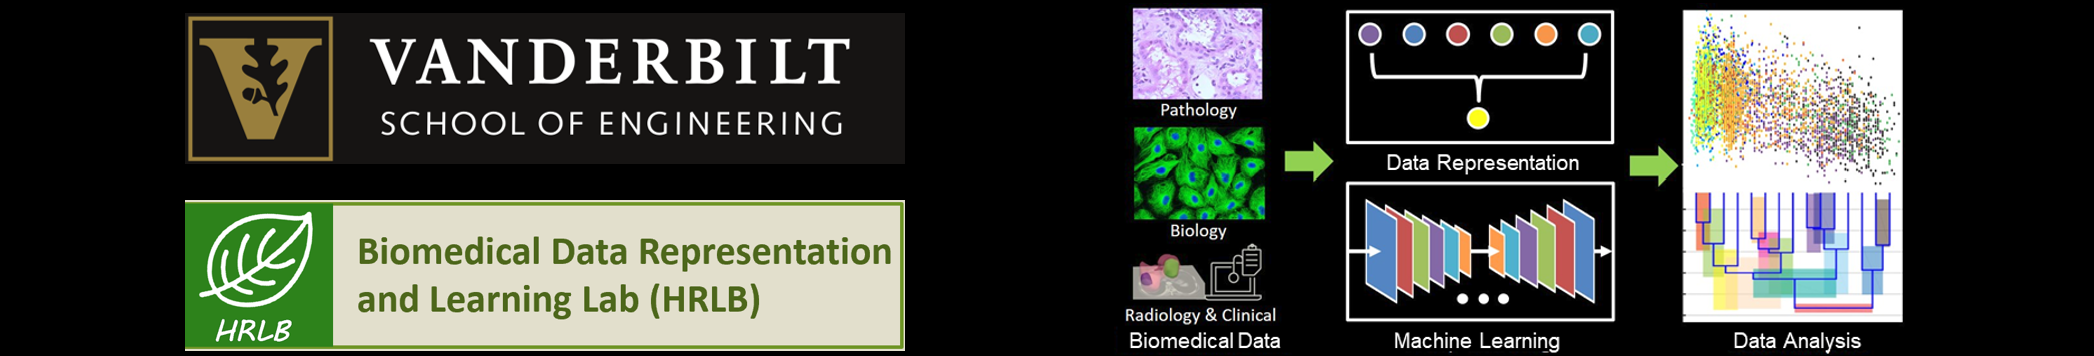 VANDERBILT
SCHOOL OF ENGINEERING
HRLB
Biomedical Data Representation
and Learning Lab (HRLB)
Pathology
Biology
Radiology & Clinical
Biomedical Data
Data Representation
Machine Learning
Data Analysis